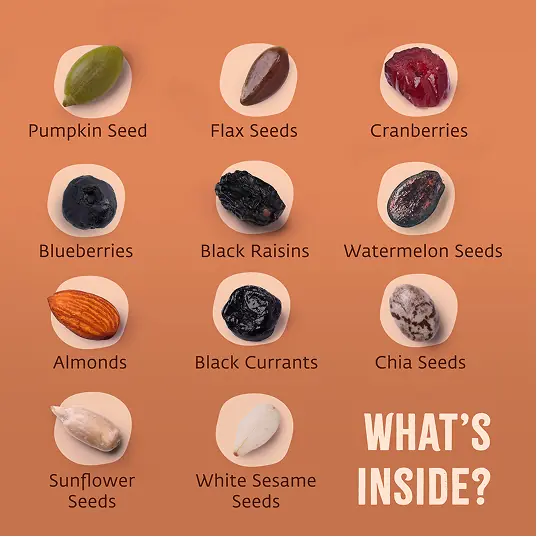 Pumpkin Seed
Flax Seeds
Cranberries
Blueberries
Black Raisins
Watermelon Seeds
Almonds
Black Currants
Chia Seeds
Sunflower
Seeds
White Sesame
Seeds
WHAT'S
INSIDE?